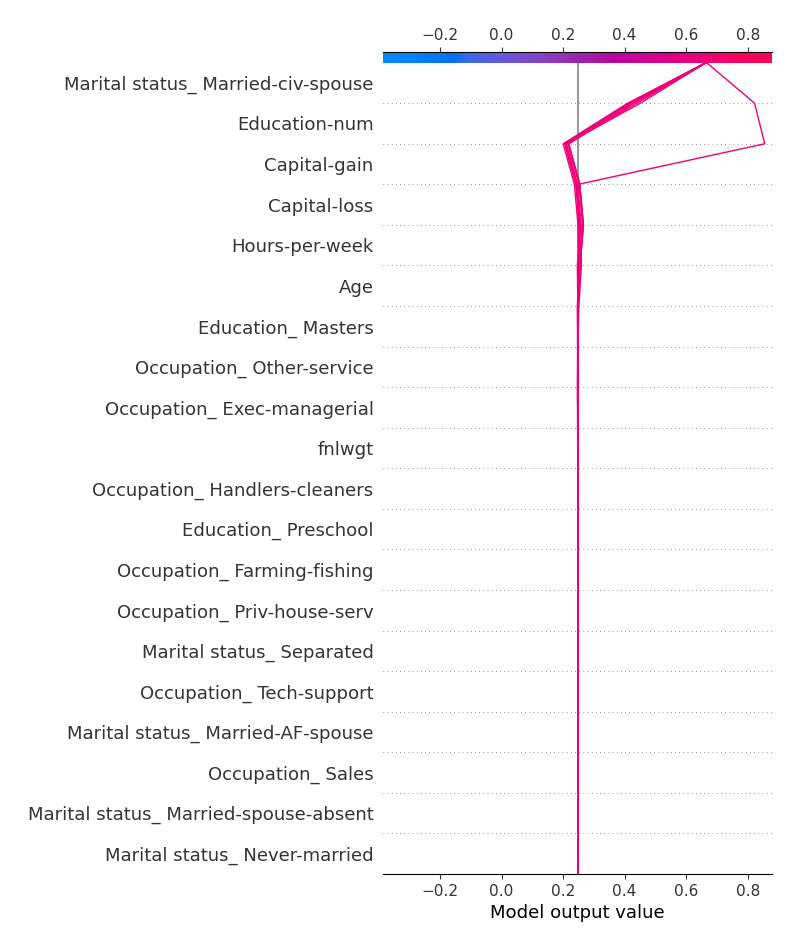 −0.2 0.0 0.2 0.4 0.6 0.8
Marital status_ Married-civ-spouse
Education-num
Capital-gain
Capital-loss
Hours-per-week
Age
Education_ Masters
Occupation_ Other-service
Occupation_ Exec-managerial
fnlwgt
Occupation_ Handlers-cleaners
Education_ Preschool
Occupation_ Farming-fishing
Occupation_ Priv-house-serv
Marital status_ Separated
Occupation_ Tech-support
Marital status_ Married-AF-spouse
Occupation_ Sales
Marital status_ Married-spouse-absent
Marital status_ Never-married
−0.2 0.0 0.2 0.4 0.6 0.8
Model output value